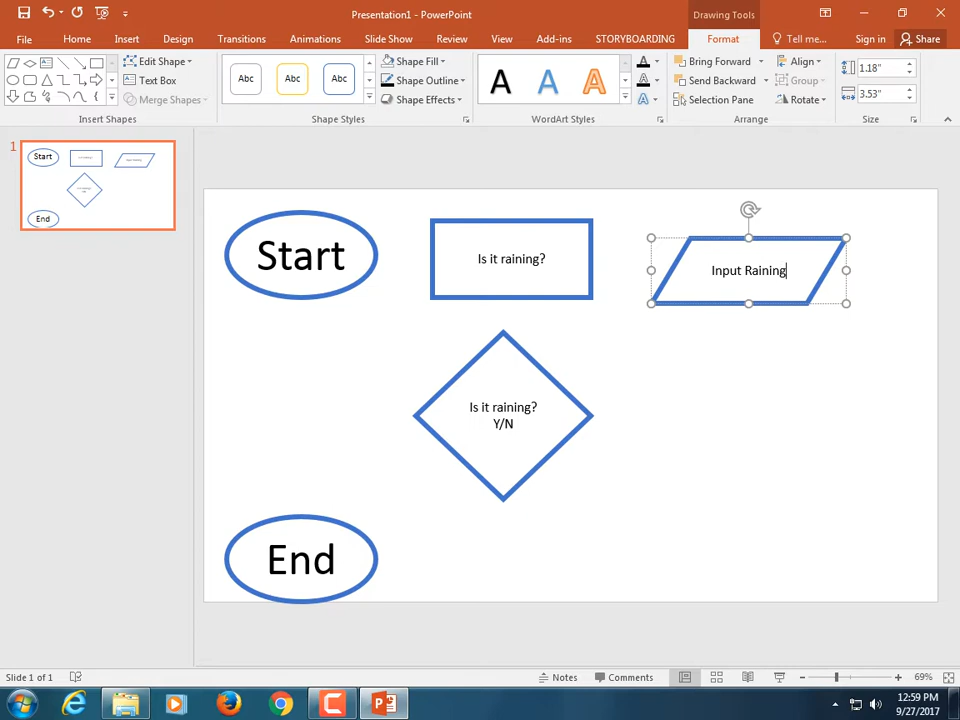 Presentation1 - PowerPoint
Drawing Tools
File
Home
Insert
Design
Transitions
Animations
Slide Show
Review
View
Add-ins
STORYBOARDING
Format
Tell me...
Sign in
Share
Abc
Abc
Abc
Edit Shape
Text Box
Merge Shapes
Shape Fill
Shape Outline
Shape Effects
A
A
A
A
A
A
Bring Forward
Send Backward
Selection Pane
Align
Group
Rotate
1.18"
3.53"
Insert Shapes
Shape Styles
WordArt Styles
Arrange
Size
1
Start
End
Start
Is it raining?
Input Raining
Is it raining?
Y/N
End
Slide 1 of 1
Notes
Comments
69%
12:59 PM
9/27/2017